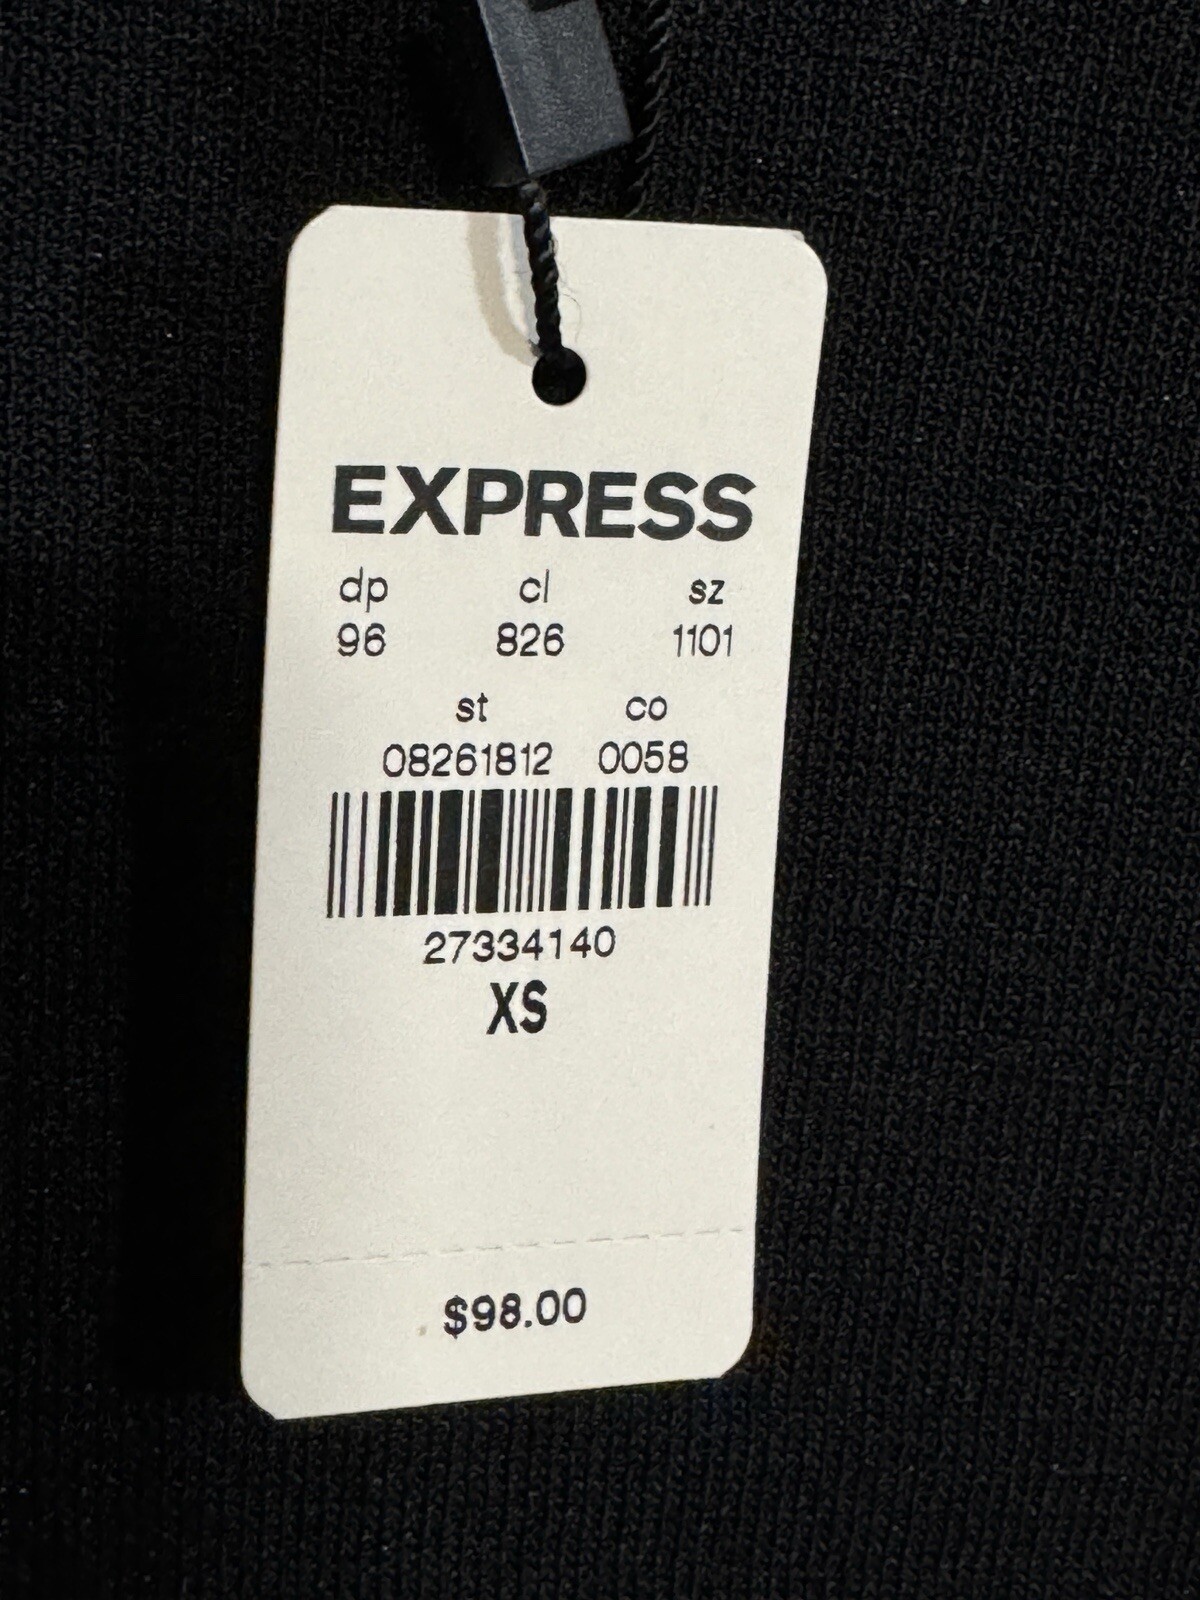 EXPRESS
dp cl sz
96 826 1101
st co
08261812 0058
27334140
XS
$98.00